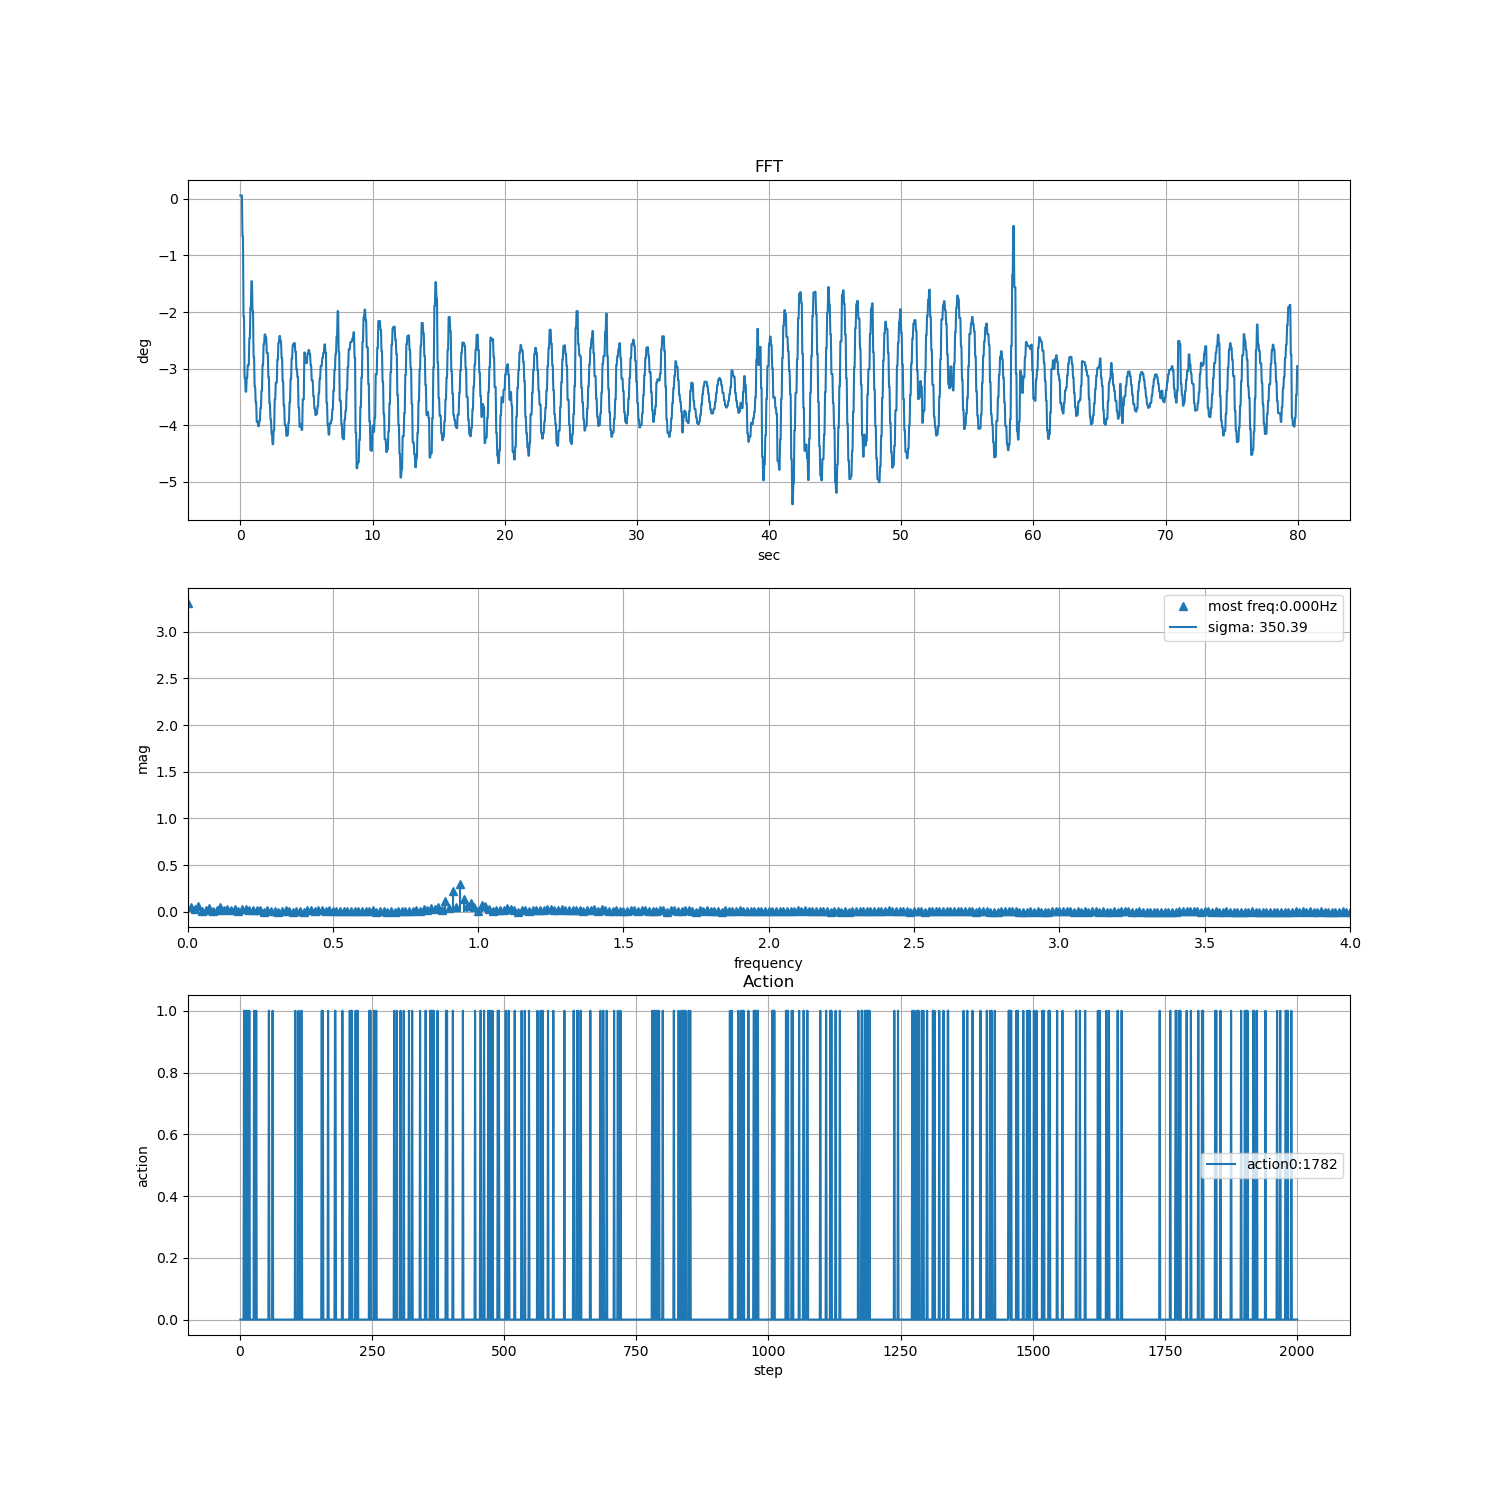 FFT
0
−1
−2
−3
−4
−5
deg
0 10 20 30 40 50 60 70 80
sec
most freq:0.000Hz
sigma: 350.39
3.0
2.5
2.0
1.5
1.0
0.5
0.0
mag
0.0 0.5 1.0 1.5 2.0 2.5 3.0 3.5 4.0
frequency
Action
1.0
0.8
0.6
0.4
0.2
0.0
action
action0:1782
0 250 500 750 1000 1250 1500 1750 2000
step